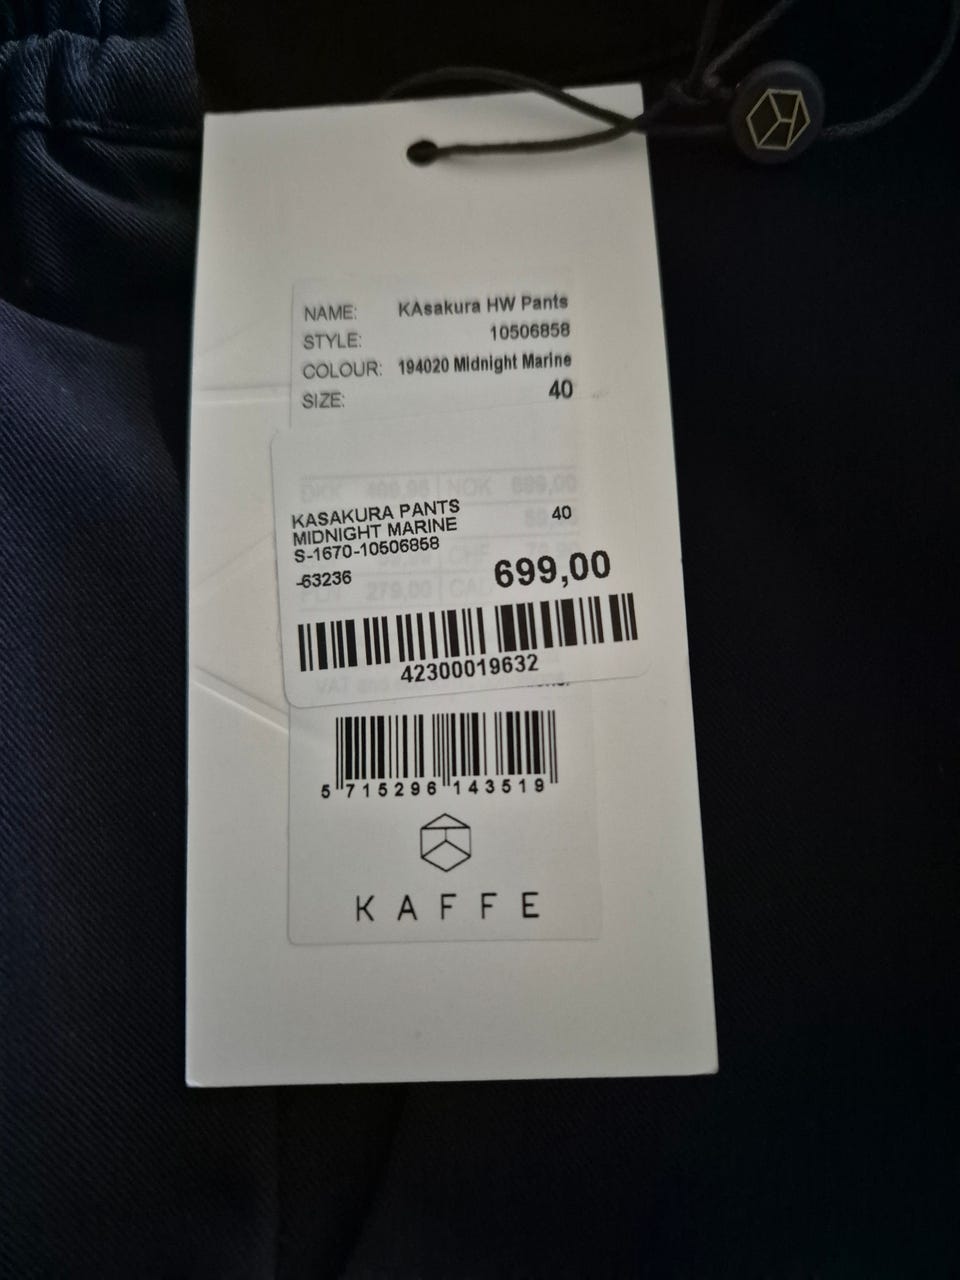 NAME: KAsakura HW Pants
STYLE: 10506858
COLOUR: 194020 Midnight Marine
SIZE: 40
KASAKURA PANTS 40
MIDNIGHT MARINE
S-1670-10506858
-63236 699,00
42300019632
5 715296 143519
KAFFE